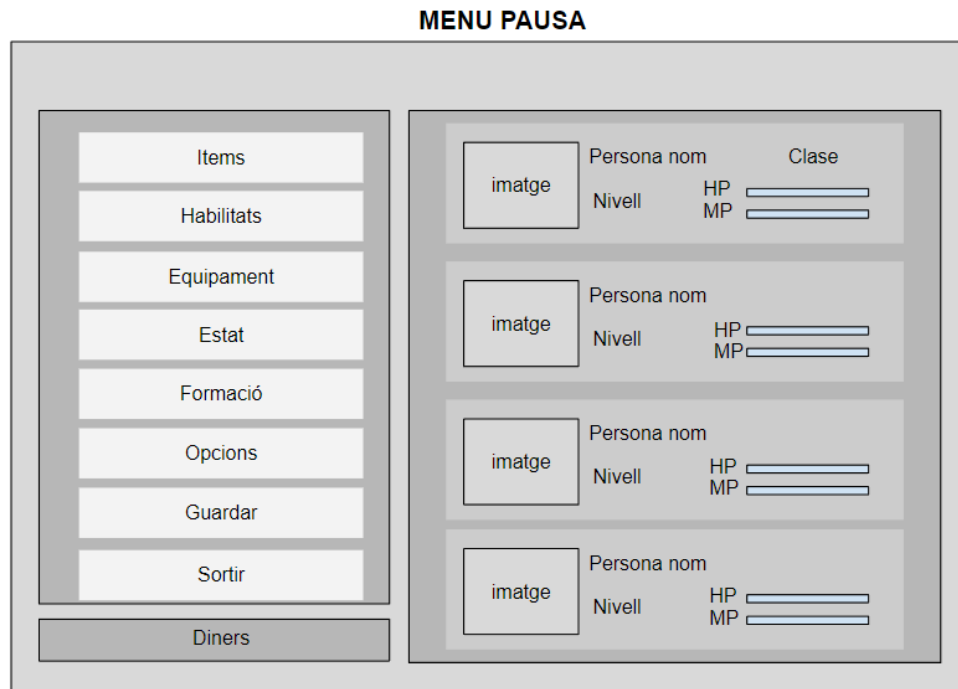 MENU PAUSA
Items
Habilitats
Equipament
Estat
Formació
Opcions
Guardar
Sortir
Diners
imatge
Persona nom Clase
Nivell HP
MP
imatge
Persona nom
Nivell HP
MP
imatge
Persona nom
Nivell HP
MP
imatge
Persona nom
Nivell HP
MP